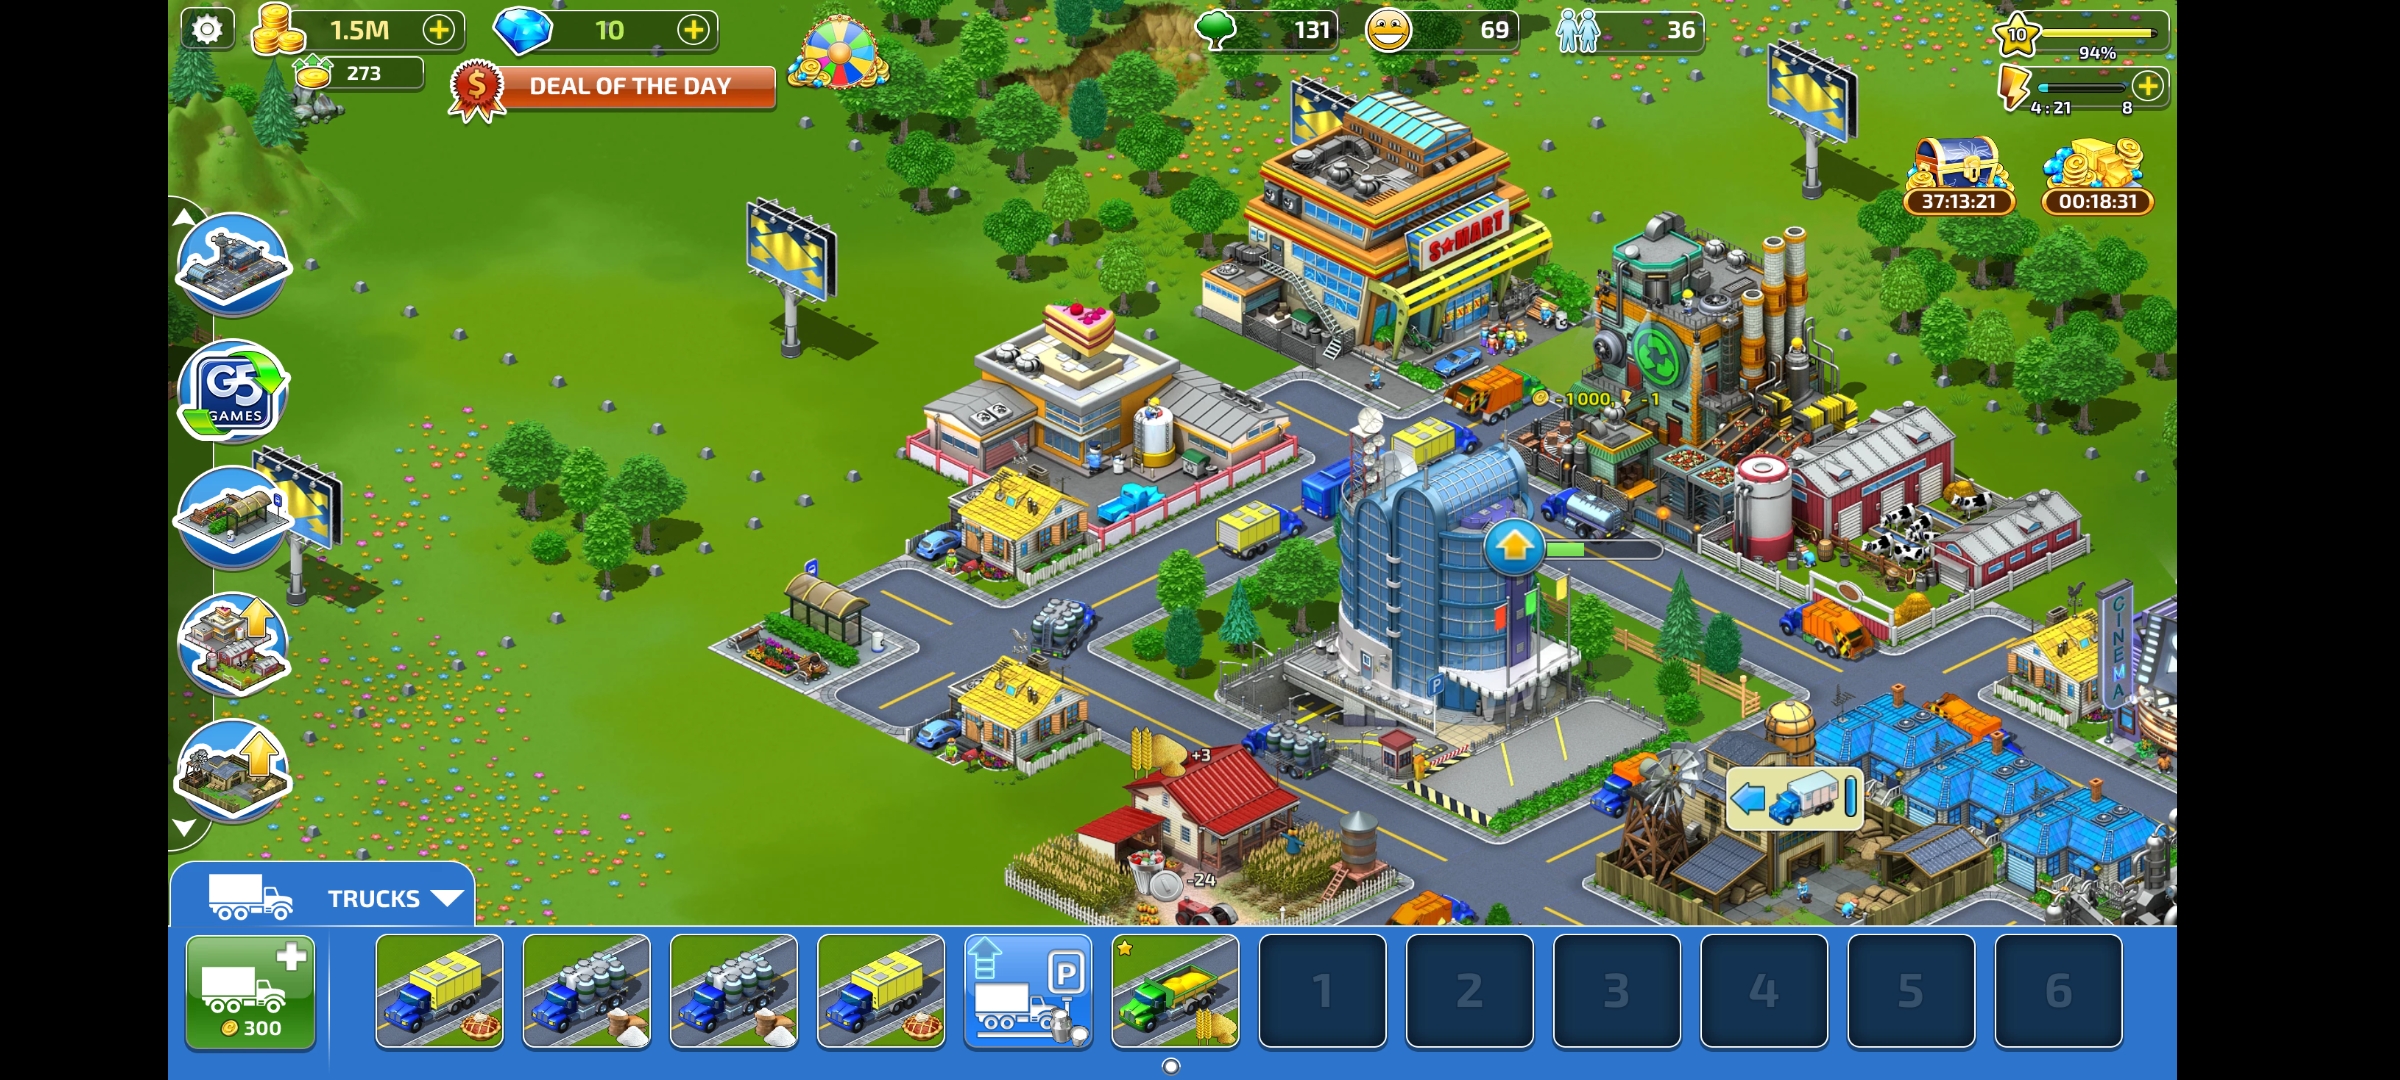 1.5M
10
131
69
36
10
94%
273
DEAL OF THE DAY
4:21
8
37:13:21
00:18:31
S★MART
G5
GAMES
-1000, -1
CINEMA
P
+3
-24
TRUCKS
300
P
1
2
3
4
5
6